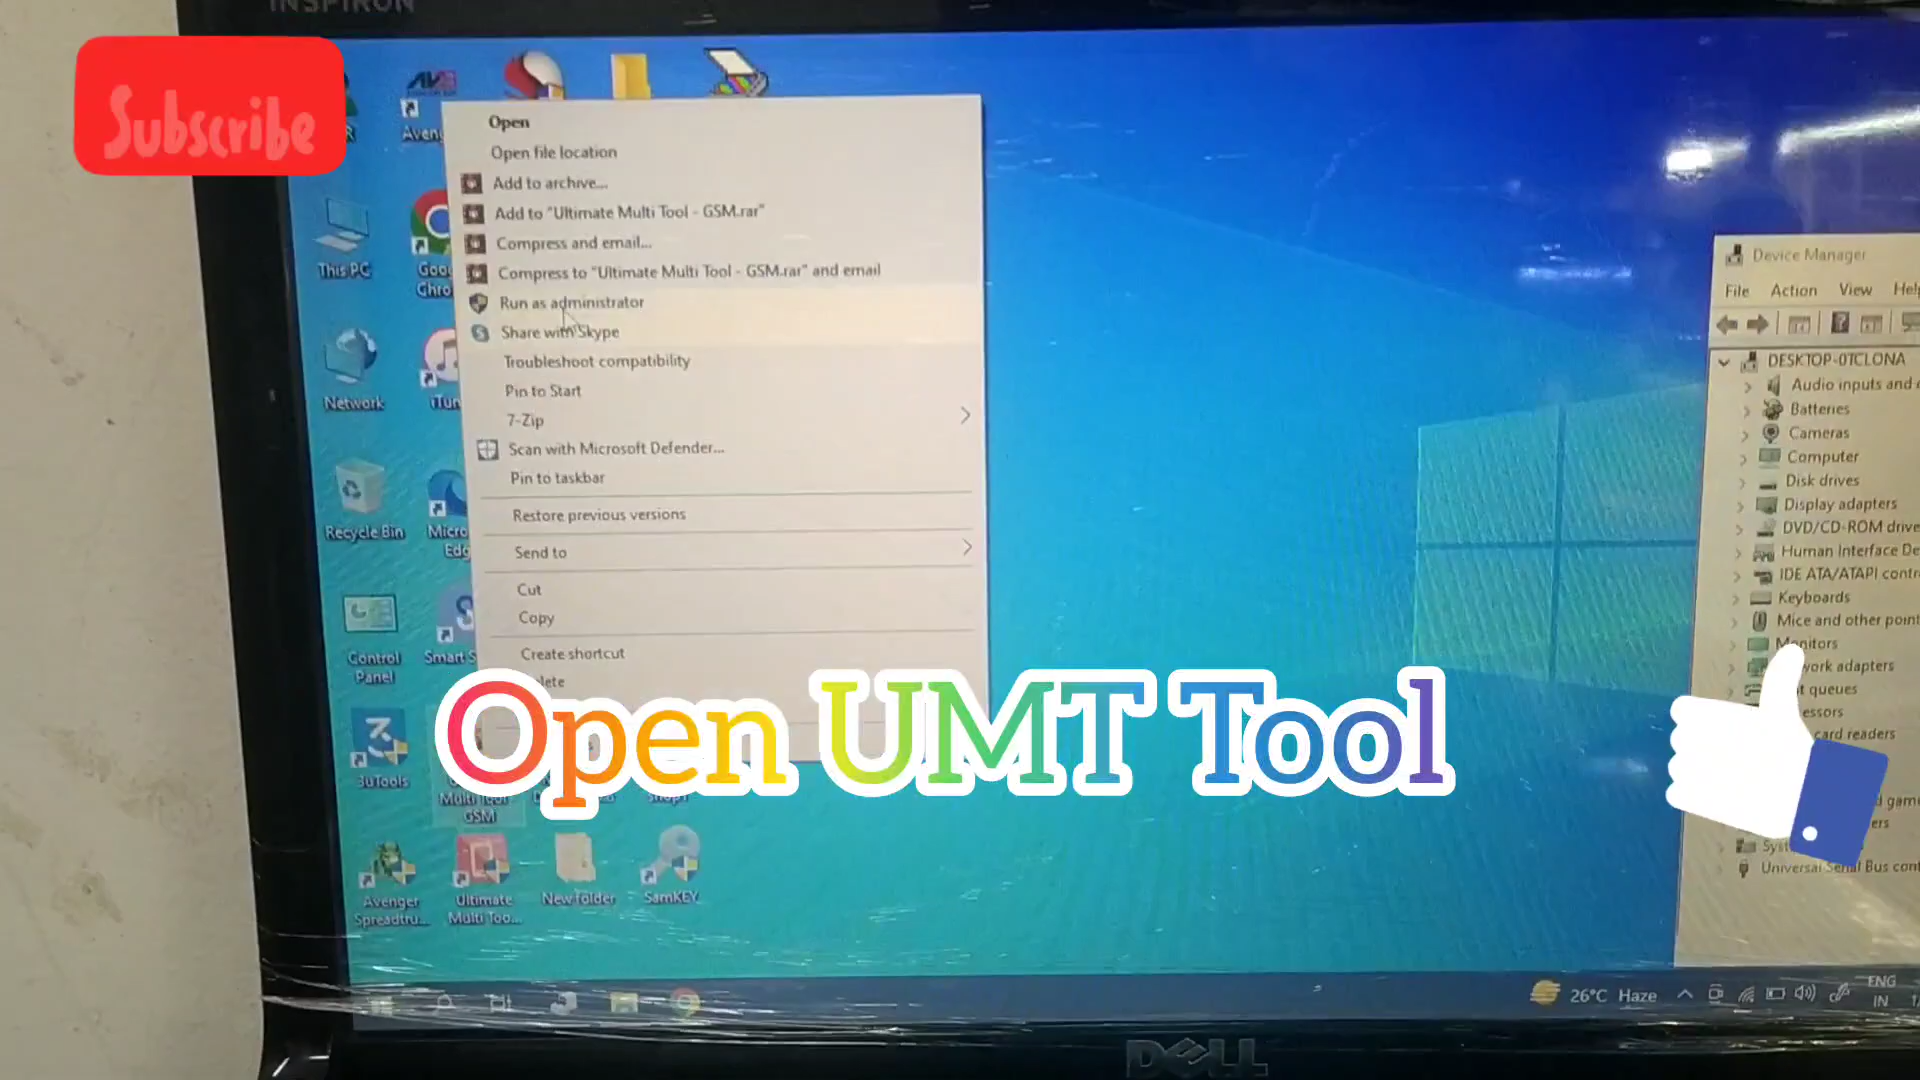 INSPIRON
Subscribe
Open
Open file location
Add to archive...
Add to "Ultimate Multi Tool - GSM.rar"
Compress and email...
Compress to "Ultimate Multi Tool - GSM.rar" and email
Run as administrator
Share with Skype
Troubleshoot compatibility
Pin to Start
7-Zip
Scan with Microsoft Defender...
Pin to taskbar
Restore previous versions
Send to
Cut
Copy
Create shortcut
This PC
Network
Recycle Bin
Control
Panel
3uTools
Multi Tool
GSM
Avenger
Spreadtru...
Ultimate
Multi Too...
New folder
SamKEY
Open UMT Tool
Device Manager
File Action View Help
DESKTOP-0TCLONA
Audio inputs and
Batteries
Cameras
Computer
Disk drives
Display adapters
DVD/CD-ROM drive
Human Interface De
IDE ATA/ATAPI contr
Keyboards
Mice and other point
Monitors
adapters
queues
card readers
Universal Serial Bus cont
26°C Haze
ENG
IN
DELL